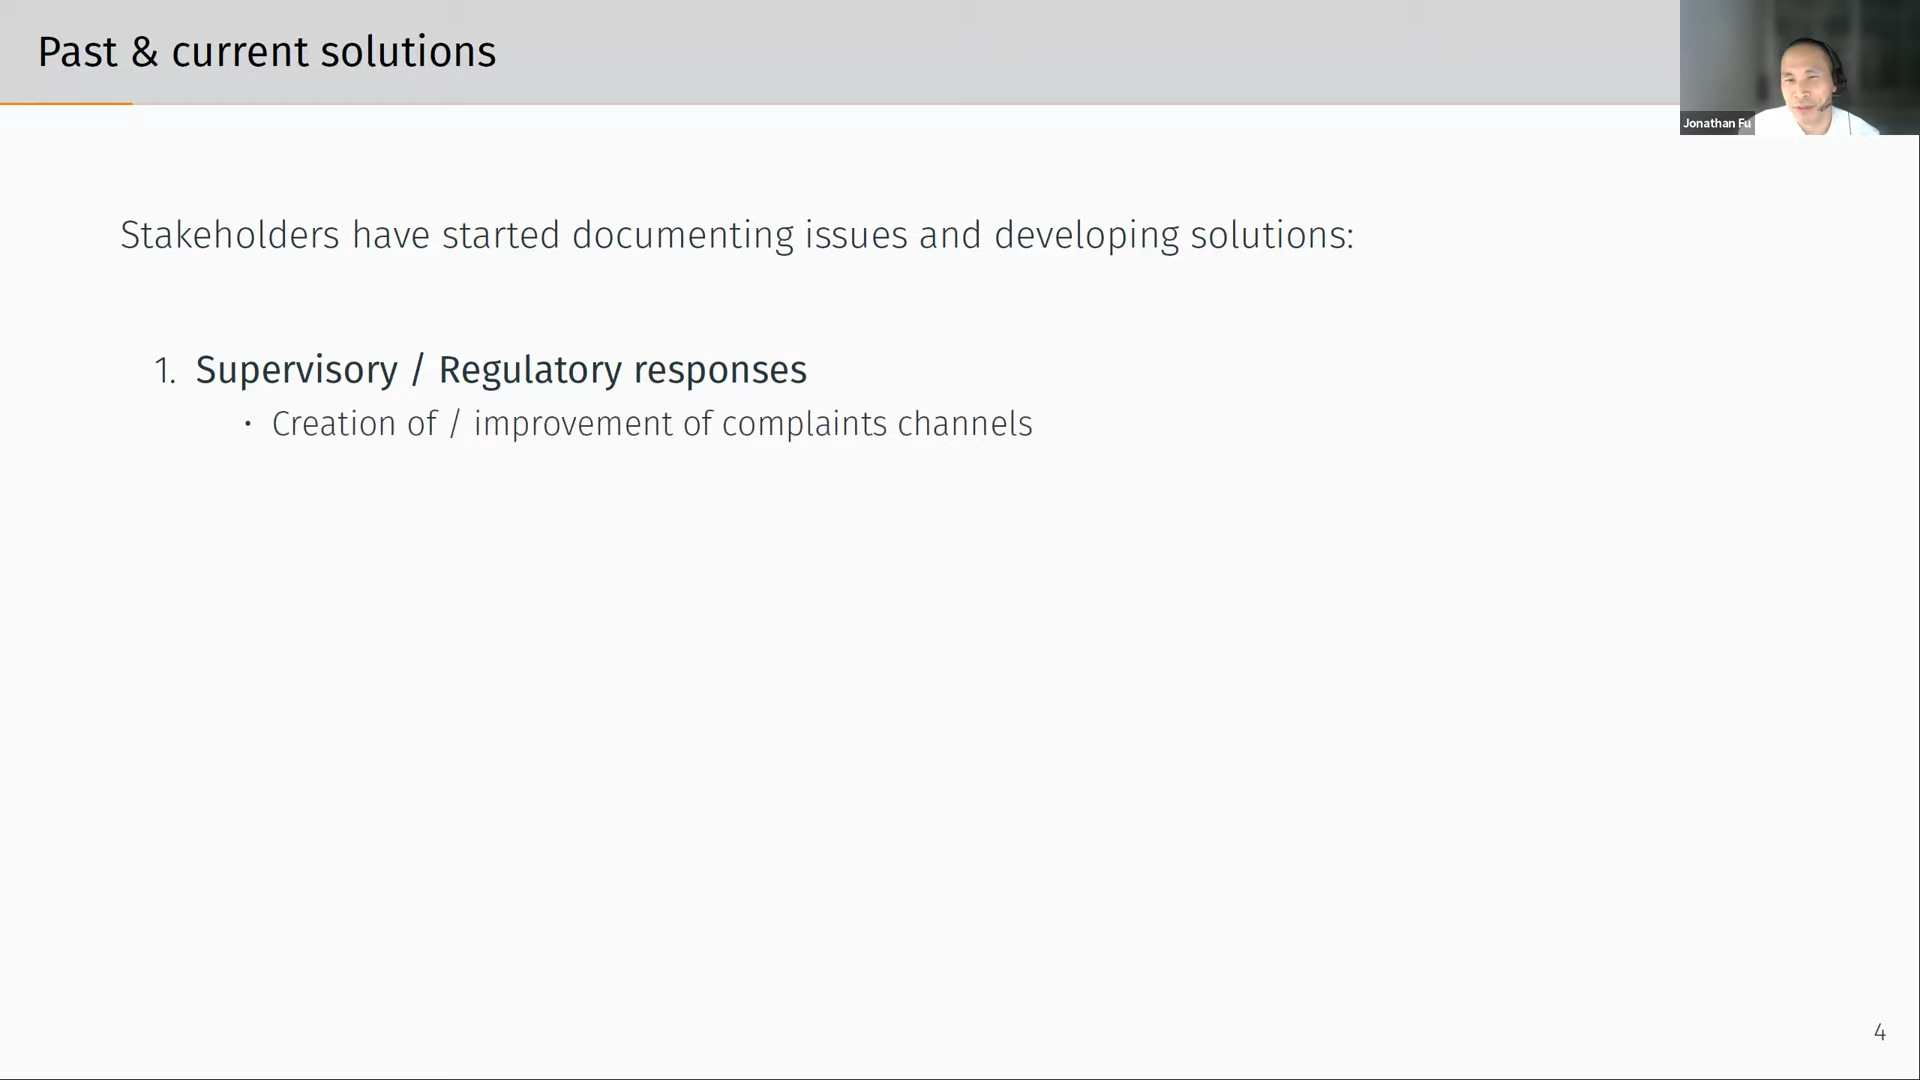 Past & current solutions
Jonathan Fu
Stakeholders have started documenting issues and developing solutions:
1. Supervisory / Regulatory responses
· Creation of / improvement of complaints channels
4